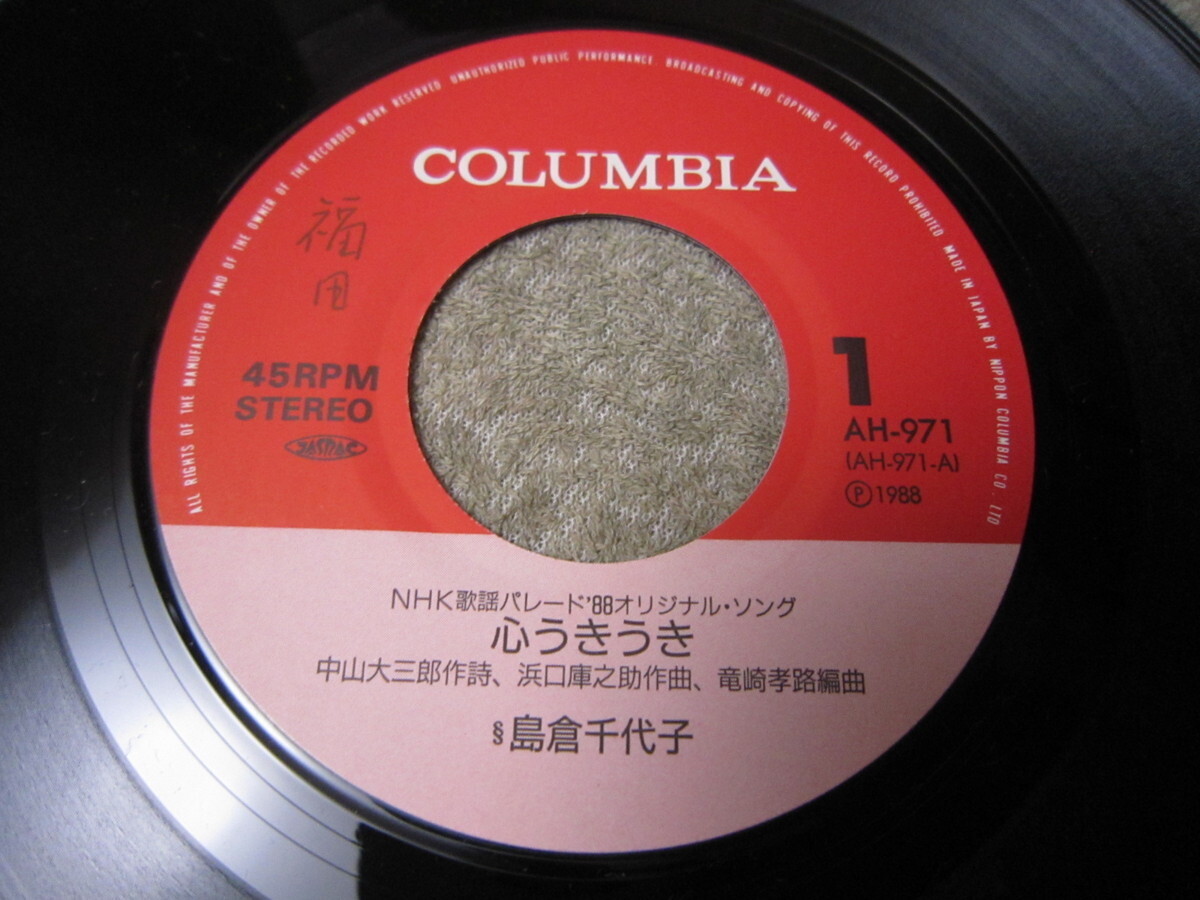 ALL RIGHTS OF THE MANUFACTURER AND OF THE OWNER OF THE RECORDED WORK RESERVED UNAUTHORIZED PUBLIC PERFORMANCE BROADCASTING AND COPYING OF THIS RECORD PROHIBITED MADE IN JAPAN BY NIPPON COLUMBIA CO., LTD
COLUMBIA
福田
45RPM
STEREO
JASRAC
1
AH-971
(AH-971-A)
Ⓟ1988
NHK歌謡パレード'88オリジナル・ソング
心うきうき
中山大三郎作詩、浜口庫之助作曲、竜崎孝路編曲
§島倉千代子